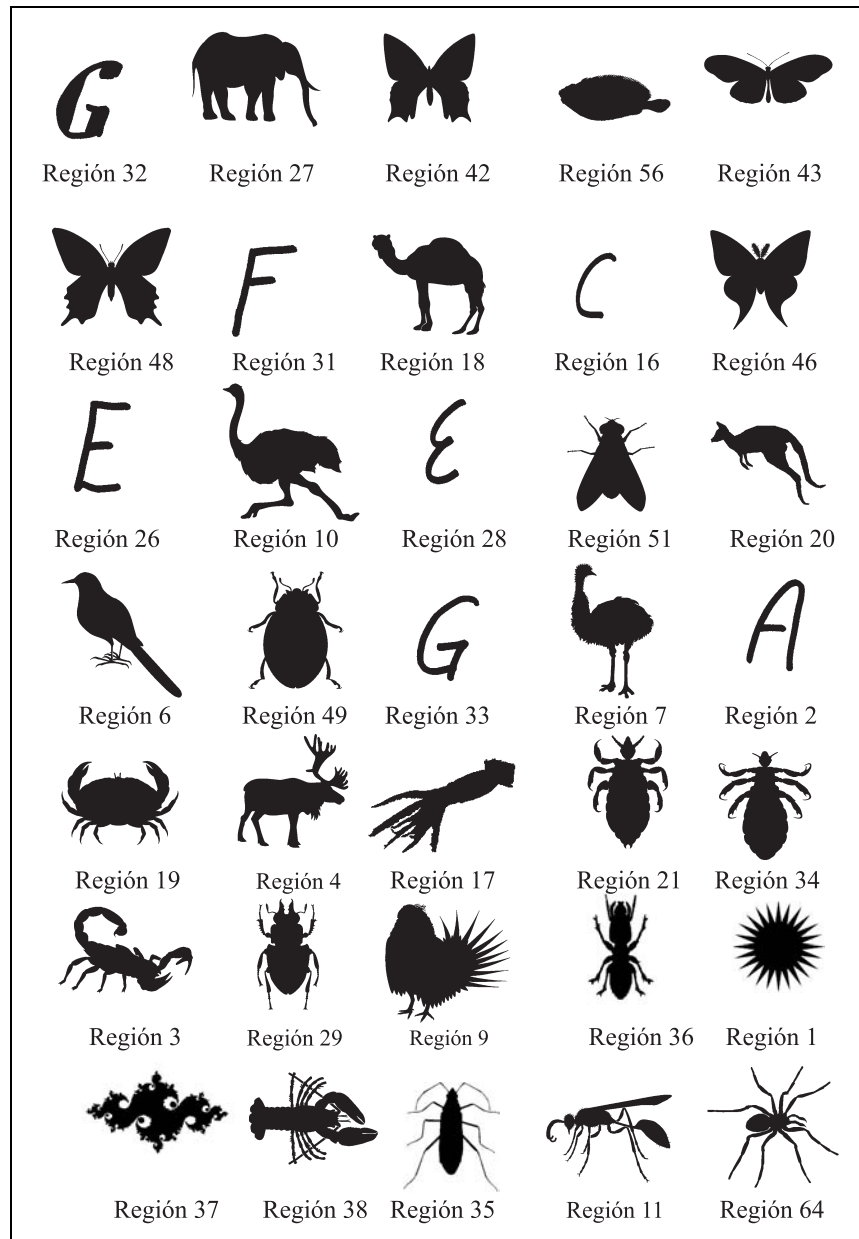 G
Región 32 Región 27 Región 42 Región 56 Región 43
F C
Región 48 Región 31 Región 18 Región 16 Región 46
E E
Región 26 Región 10 Región 28 Región 51 Región 20
G A
Región 6 Región 49 Región 33 Región 7 Región 2
Región 19 Región 4 Región 17 Región 21 Región 34
Región 3 Región 29 Región 9 Región 36 Región 1
Región 37 Región 38 Región 35 Región 11 Región 64